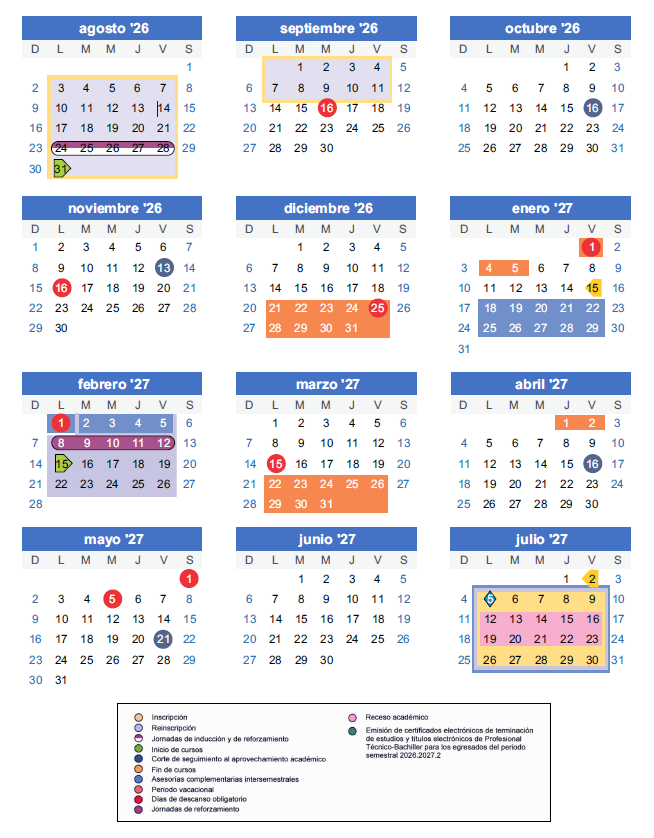 agosto '26
D L M M J V S
1
2 3 4 5 6 7 8
9 10 11 12 13 14 15
16 17 18 19 20 21 22
23 24 25 26 27 28 29
30 31
septiembre '26
D L M M J V S
1 2 3 4 5
6 7 8 9 10 11 12
13 14 15 16 17 18 19
20 21 22 23 24 25 26
27 28 29 30
octubre '26
D L M M J V S
1 2 3
4 5 6 7 8 9 10
11 12 13 14 15 16 17
18 19 20 21 22 23 24
25 26 27 28 29 30 31
noviembre '26
D L M M J V S
1 2 3 4 5 6 7
8 9 10 11 12 13 14
15 16 17 18 19 20 21
22 23 24 25 26 27 28
29 30
diciembre '26
D L M M J V S
1 2 3 4 5
6 7 8 9 10 11 12
13 14 15 16 17 18 19
20 21 22 23 24 25 26
27 28 29 30 31
enero '27
D L M M J V S
1 2
3 4 5 6 7 8 9
10 11 12 13 14 15 16
17 18 19 20 21 22 23
24 25 26 27 28 29 30
31
febrero '27
D L M M J V S
1 2 3 4 5 6
7 8 9 10 11 12 13
14 15 16 17 18 19 20
21 22 23 24 25 26 27
28
marzo '27
D L M M J V S
1 2 3 4 5 6
7 8 9 10 11 12 13
14 15 16 17 18 19 20
21 22 23 24 25 26 27
28 29 30 31
abril '27
D L M M J V S
1 2 3
4 5 6 7 8 9 10
11 12 13 14 15 16 17
18 19 20 21 22 23 24
25 26 27 28 29 30
mayo '27
D L M M J V S
1
2 3 4 5 6 7 8
9 10 11 12 13 14 15
16 17 18 19 20 21 22
23 24 25 26 27 28 29
30 31
junio '27
D L M M J V S
1 2 3 4 5
6 7 8 9 10 11 12
13 14 15 16 17 18 19
20 21 22 23 24 25 26
27 28 29 30
julio '27
D L M M J V S
1 2 3
4 5 6 7 8 9 10
11 12 13 14 15 16 17
18 19 20 21 22 23 24
25 26 27 28 29 30 31
Inscripción
Reinscripción
Jornadas de inducción y de reforzamiento
Inicio de cursos
Corte de seguimiento al aprovechamiento académico
Fin de cursos
Asesorías complementarias intersemestrales
Periodo vacacional
Días de descanso obligatorio
Jornadas de reforzamiento
Receso académico
Emisión de certificados electrónicos de terminación
de estudios y títulos electrónicos de Profesional
Técnico-Bachiller para los egresados del periodo
semestral 2026.2027.2